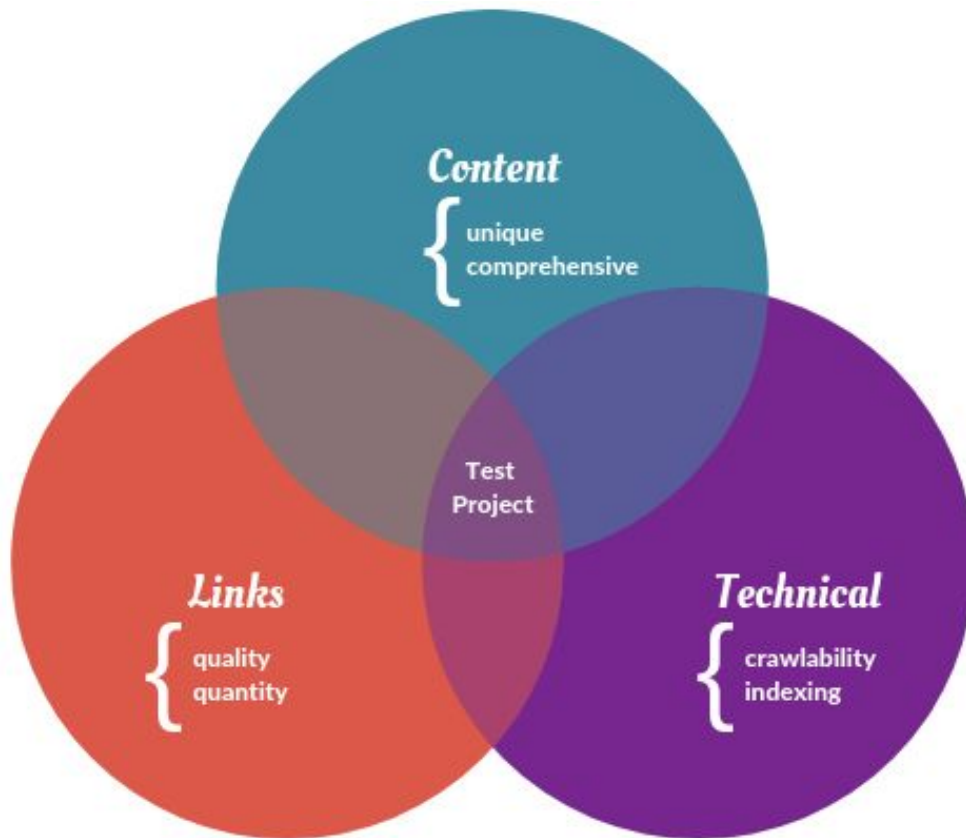 Content
{ unique
comprehensive
Test
Project
Links
{ quality
quantity
Technical
{ crawlability
indexing